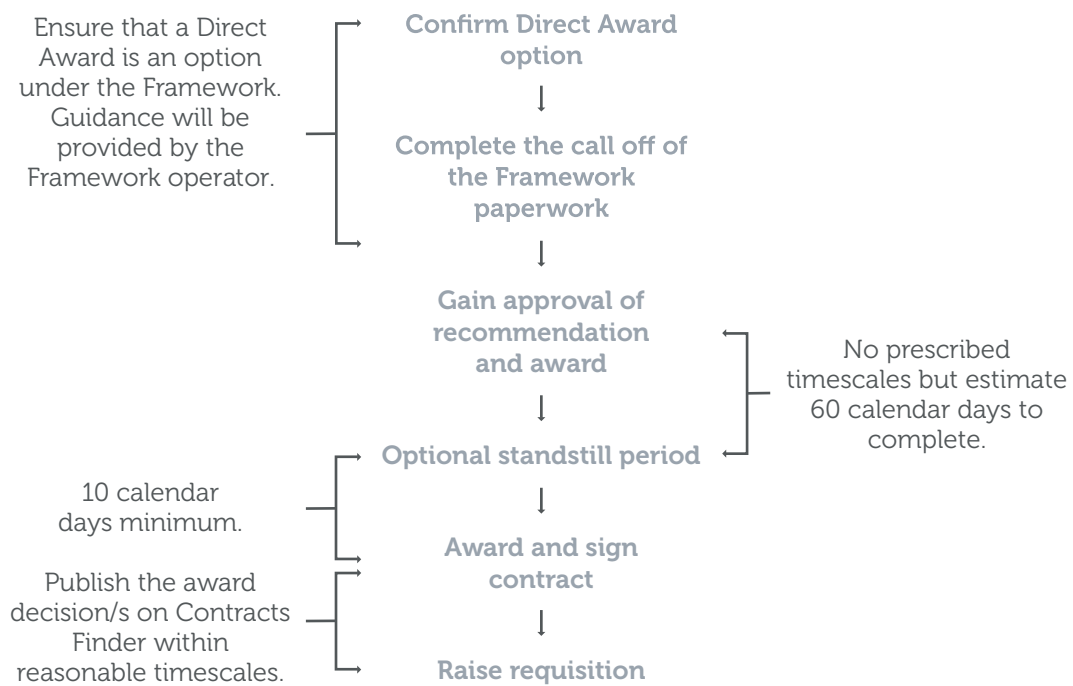 Ensure that a Direct
Award is an option
under the Framework.
Guidance will be
provided by the
Framework operator.
Confirm Direct Award
option
Complete the call off of
the Framework
paperwork
Gain approval of
recommendation
and award
No prescribed
timescales but estimate
60 calendar days to
complete.
Optional standstill period
10 calendar
days minimum.
Award and sign
contract
Publish the award
decision/s on Contracts
Finder within
reasonable timescales.
Raise requisition